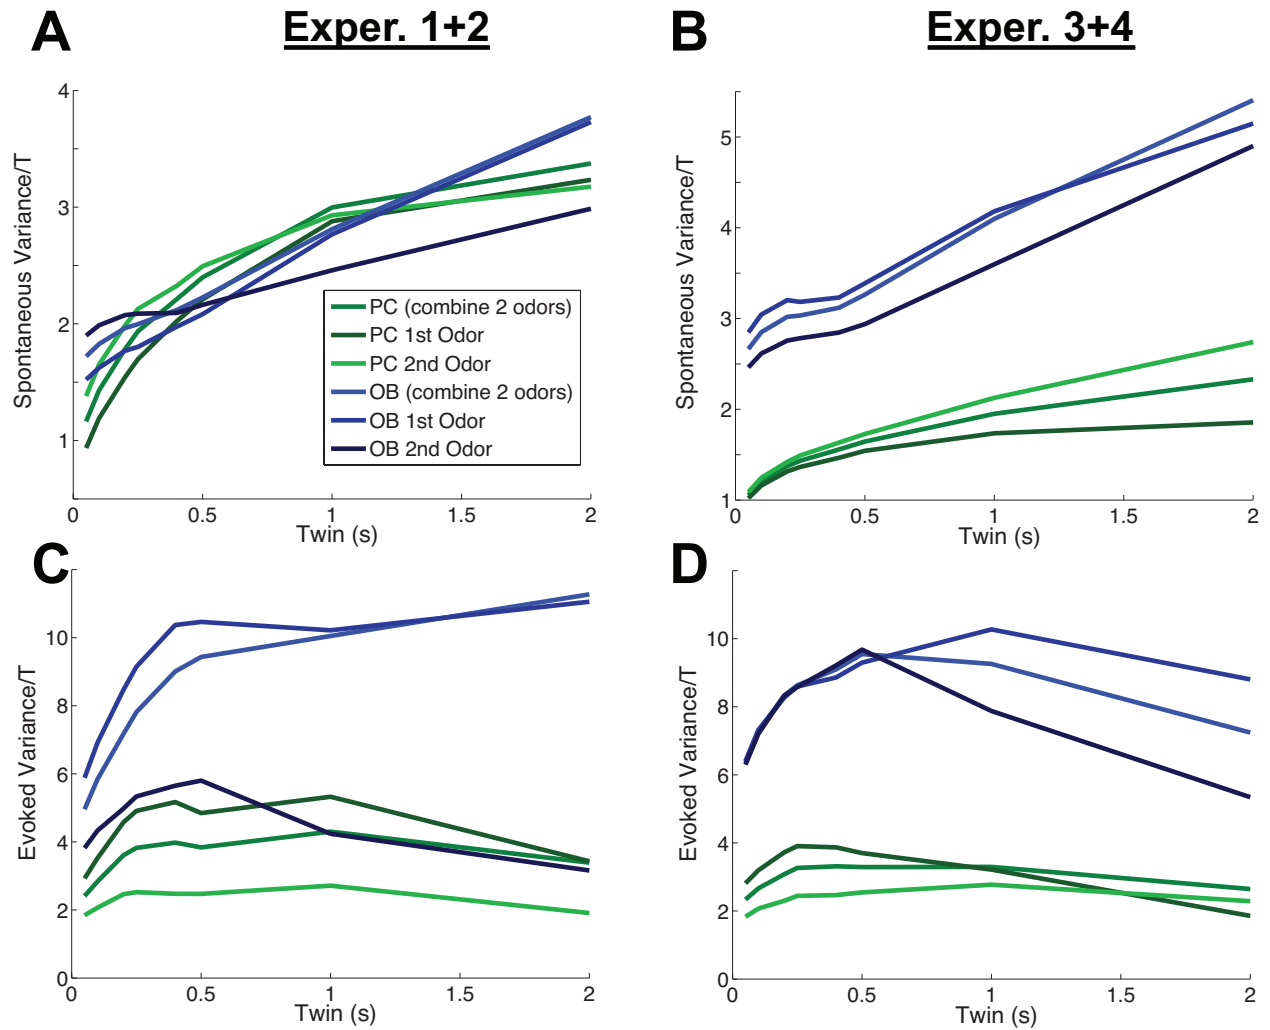 A
Exper. 1+2
B
Exper. 3+4
4
3
2
1
Spontaneous Variance/T
PC (combine 2 odors)
PC 1st Odor
PC 2nd Odor
OB (combine 2 odors)
OB 1st Odor
OB 2nd Odor
0
0.5
1
1.5
2
Twin (s)
5
4
3
2
1
Spontaneous Variance/T
0
0.5
1
1.5
2
Twin (s)
C
10
8
6
4
2
0
Evoked Variance/T
0
0.5
1
1.5
2
Twin (s)
D
10
8
6
4
2
0
Evoked Variance/T
0
0.5
1
1.5
2
Twin (s)